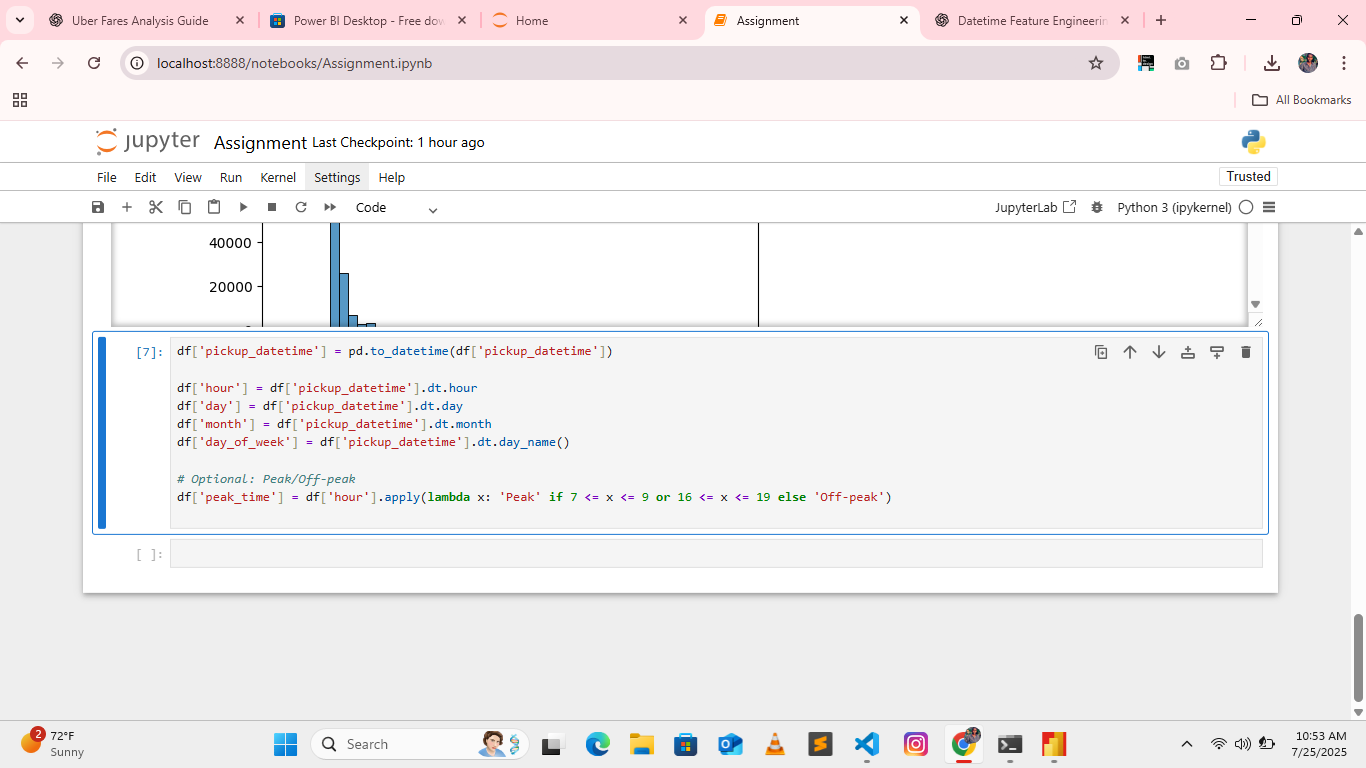 Uber Fares Analysis Guide
Power BI Desktop - Free dow
Home
Assignment
Datetime Feature Engineerin
localhost:8888/notebooks/Assignment.ipynb
All Bookmarks
jupyter Assignment Last Checkpoint: 1 hour ago
File Edit View Run Kernel Settings Help
Trusted
Code
JupyterLab
Python 3 (ipykernel)
40000
20000
[7]:
df['pickup_datetime'] = pd.to_datetime(df['pickup_datetime'])
df['hour'] = df['pickup_datetime'].dt.hour
df['day'] = df['pickup_datetime'].dt.day
df['month'] = df['pickup_datetime'].dt.month
df['day_of_week'] = df['pickup_datetime'].dt.day_name()
# Optional: Peak/Off-peak
df['peak_time'] = df['hour'].apply(lambda x: 'Peak' if 7 <= x <= 9 or 16 <= x <= 19 else 'Off-peak')
[ ]:
2
72°F
Sunny
Search
10:53 AM
7/25/2025